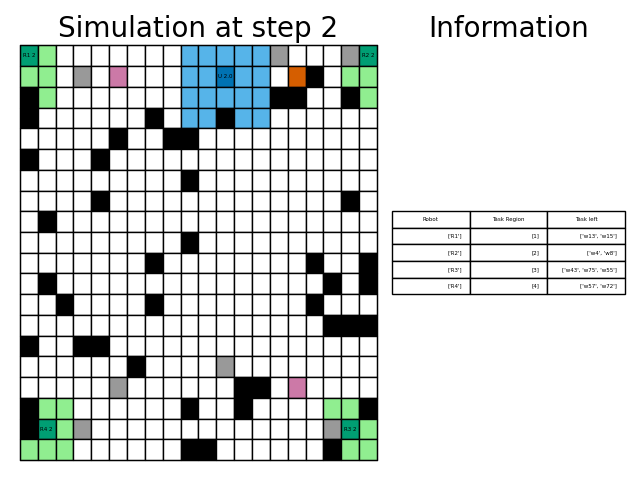 Simulation at step 2
Information
R1 2
R2 2
U 2.0
Robot Task Region Task left
['R1'] [1] ['w13', 'w15']
['R2'] [2] ['w4', 'w8']
['R3'] [3] ['w43', 'w75', 'w55']
['R4'] [4] ['w57', 'w72']
R4 2
R3 2